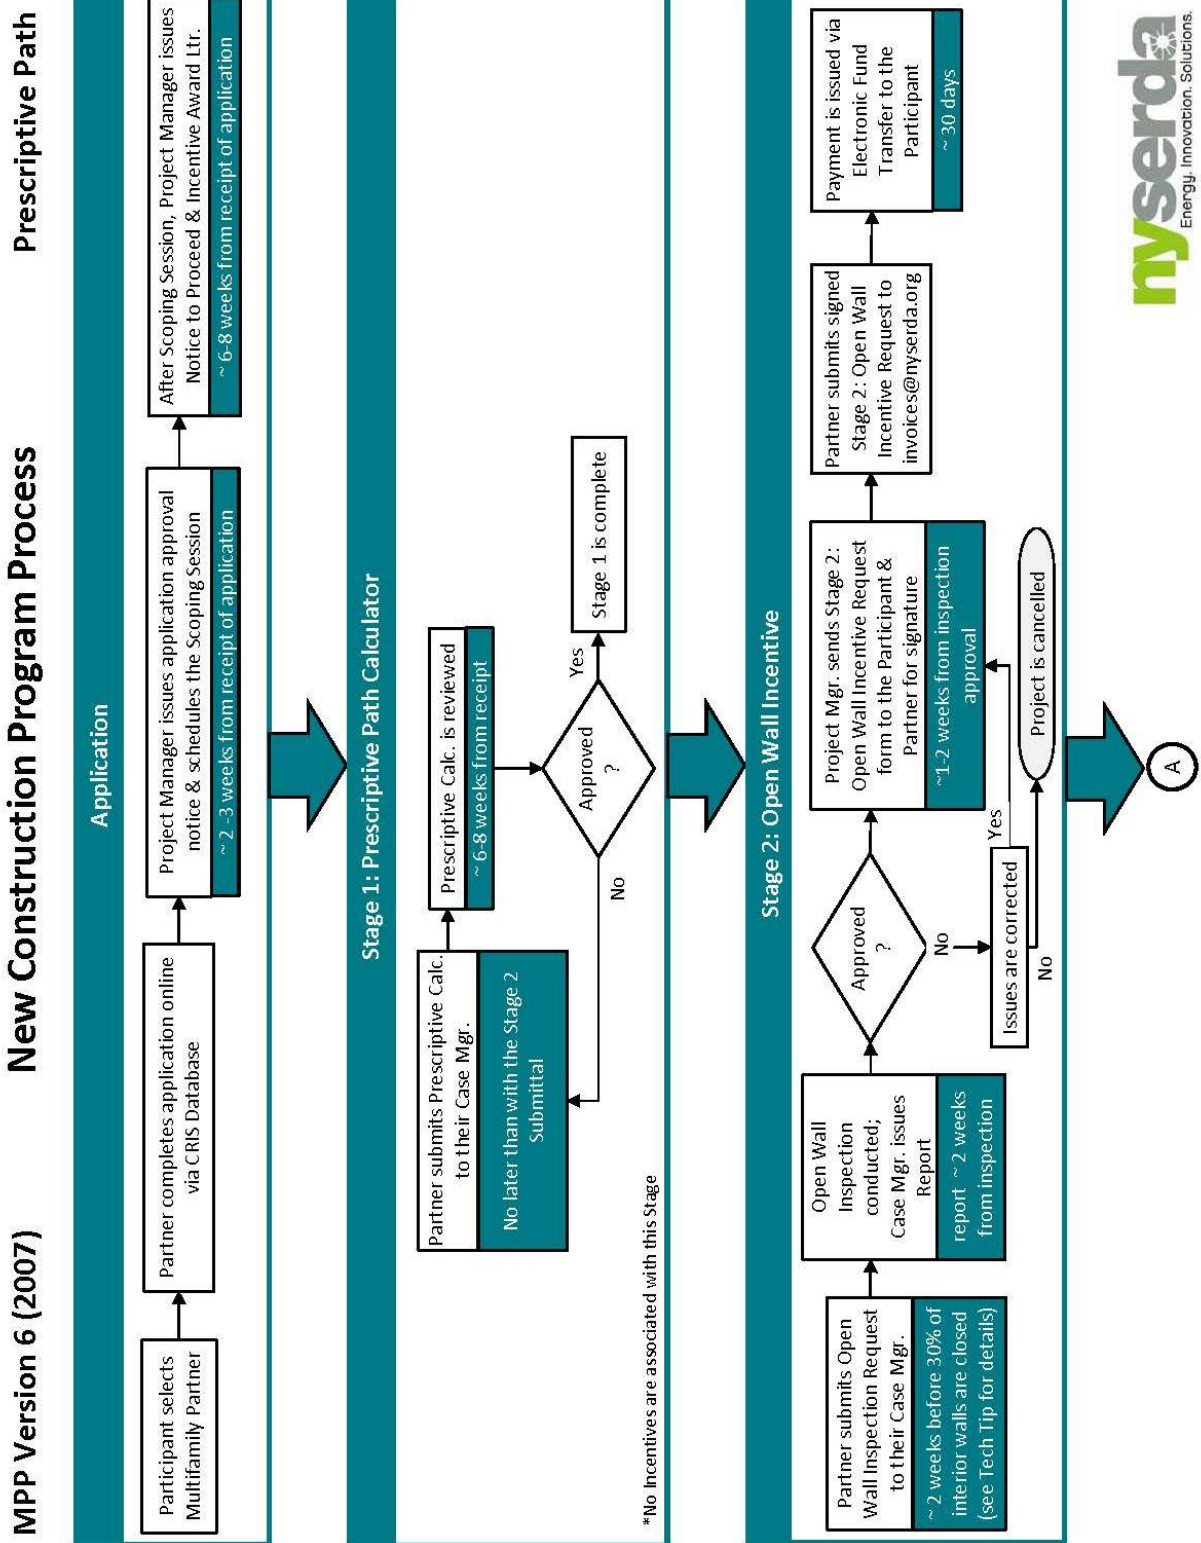 MPP Version 6 (2007)
New Construction Program Process
Prescriptive Path
Application
Participant selects
Multifamily Partner
Partner completes application online
via CRIS Database
Project Manager issues application approval
notice & schedules the Scoping Session
~ 2 -3 weeks from receipt of application
After Scoping Session, Project Manager issues
Notice to Proceed & Incentive Award Ltr.
~ 6-8 weeks from receipt of application
Stage 1: Prescriptive Path Calculator
Partner submits Prescriptive Calc.
to their Case Mgr.
No later than with the Stage 2
Submittal
Prescriptive Calc. is reviewed
~ 6-8 weeks from receipt
Approved
?
Yes
No
Stage 1 is complete
*No Incentives are associated with this Stage
Stage 2: Open Wall Incentive
Partner submits Open
Wall Inspection Request
to their Case Mgr.
~ 2 weeks before 30% of
interior walls are closed
(see Tech Tip for details)
Open Wall
Inspection
conducted;
Case Mgr. issues
Report
report ~ 2 weeks
from inspection
Approved
?
No
Issues are corrected
Yes
No
Project Mgr. sends Stage 2:
Open Wall Incentive Request
form to the Participant &
Partner for signature
~1-2 weeks from inspection
approval
Project is cancelled
Partner submits signed
Stage 2: Open Wall
Incentive Request to
invoices@nyserda.org
Payment is issued via
Electronic Fund
Transfer to the
Participant
~ 30 days
A
nyserda
Energy. Innovation. Solutions.